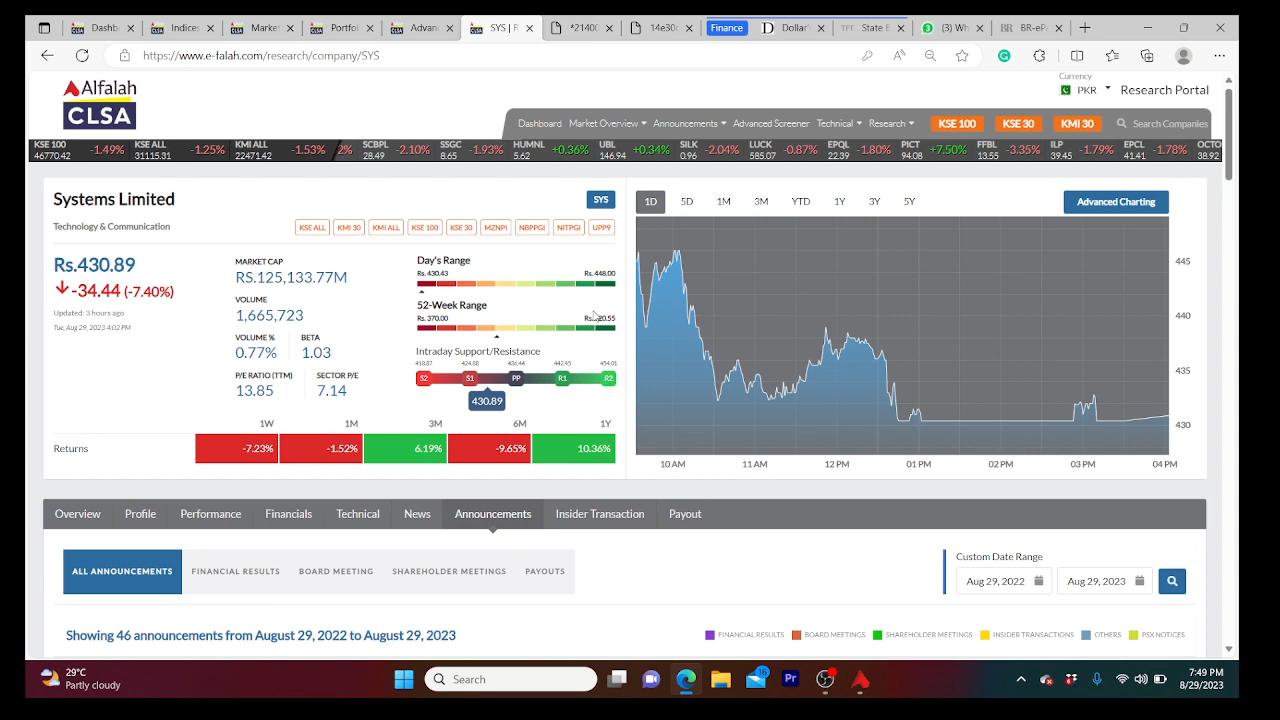 Dashb
Indices
Market
Portfol
Advan
SYS | R
*21400
14e30c
Finance
Dollar'
State B
(3) Wh
BR-eP
https://www.e-falah.com/research/company/SYS
Alfalah
CLSA
Currency
PKR
Research Portal
Dashboard
Market Overview
Announcements
Advanced Screener
Technical
Research
KSE 100
KSE 30
KMI 30
Search Companies
KSE 100 46770.42 -1.49%
KSE ALL 31115.31 -1.25%
KMI ALL 22471.42 -1.53%
2%
SCBPL 28.49 -2.10%
SSGC 8.65 -1.93%
HUMNL 5.62 +0.36%
UBL 146.94 +0.34%
SILK 0.96 -2.04%
LUCK 585.07 -0.87%
EPQL 22.39 -1.80%
PICT 94.08 +7.50%
FFBL 13.55 -3.35%
ILP 39.45 -1.79%
EPCL 41.41 -1.78%
OCTO 38.92
Systems Limited
SYS
Technology & Communication
KSE ALL
KMI 30
KMI ALL
KSE 100
KSE 30
MZNPI
NBPPGI
NITPGI
UPP9
Rs.430.89
-34.44 (-7.40%)
Updated: 3 hours ago
Tue, Aug 29, 2023 4:02 PM
MARKET CAP
RS.125,133.77M
VOLUME
1,665,723
VOLUME %
0.77%
BETA
1.03
P/E RATIO (TTM)
13.85
SECTOR P/E
7.14
Day's Range
Rs. 430.43
Rs. 448.00
52-Week Range
Rs. 370.00
20.55
Intraday Support/Resistance
418.87 424.88 436.44 442.45 454.01
S2 S1 PP R1 R2
430.89
1W 1M 3M 6M 1Y
Returns -7.23% -1.52% 6.19% -9.65% 10.36%
1D 5D 1M 3M YTD 1Y 3Y 5Y
Advanced Charting
445
440
435
430
10 AM 11 AM 12 PM 01 PM 02 PM 03 PM 04 PM
Overview
Profile
Performance
Financials
Technical
News
Announcements
Insider Transaction
Payout
ALL ANNOUNCEMENTS
FINANCIAL RESULTS
BOARD MEETING
SHAREHOLDER MEETINGS
PAYOUTS
Custom Date Range
Aug 29, 2022
Aug 29, 2023
Showing 46 announcements from August 29, 2022 to August 29, 2023
FINANCIAL RESULTS
BOARD MEETINGS
SHAREHOLDER MEETINGS
INSIDER TRANSACTIONS
OTHERS
PSX NOTICES
29°C
Partly cloudy
Search
16
7:49 PM
8/29/2023